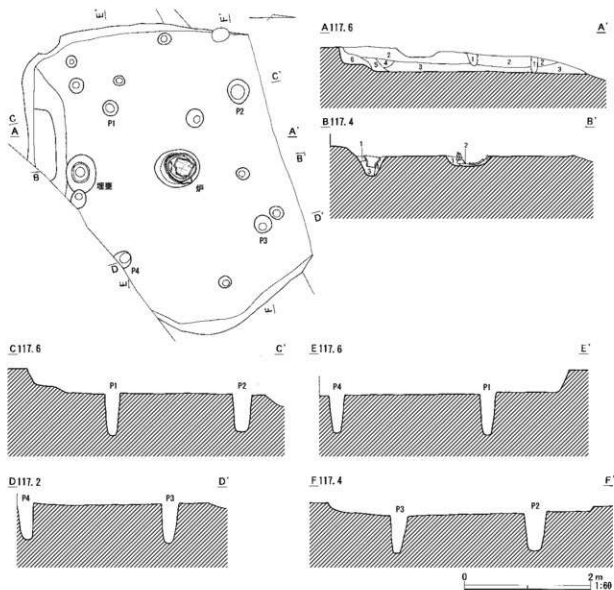 E'
F'
A 117.6
A'
2
1
6
5
4
3
2
1
2
3
C'
P1
P2
C
A
A'
B 117.4
B'
1
2
B'
B
3
1
埋甕
炉
D'
P3
D
P4
E
F
C 117.6
C'
E 117.6
E'
P1
P2
P4
P1
D 117.2
D'
F 117.4
F'
P4
P3
P3
P2
0
2 m
1:60